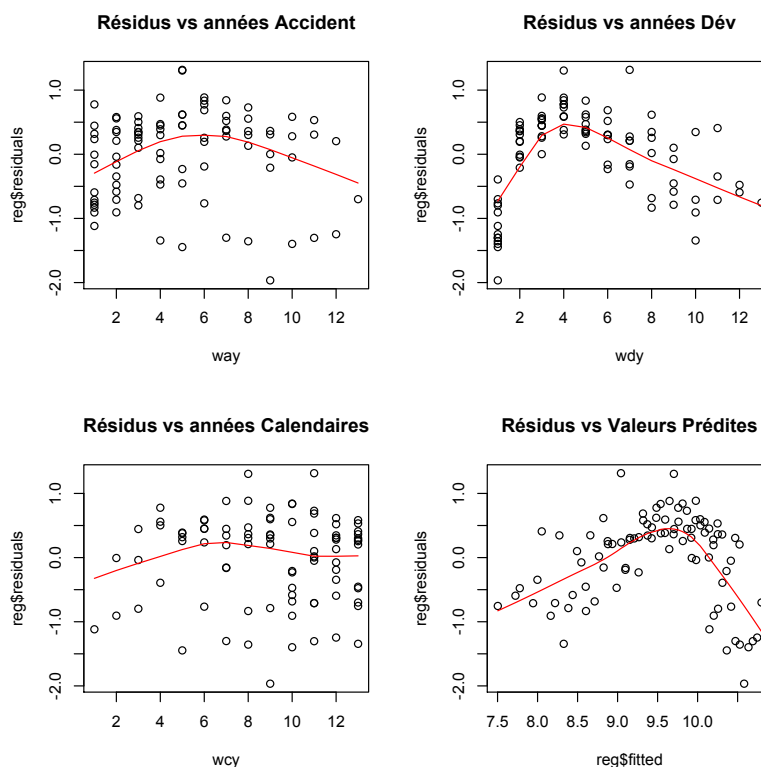 Résidus vs années Accident
reg$residuals
1.0
0.0
-1.0
-2.0
2 4 6 8 10 12
way
Résidus vs années Dév
reg$residuals
1.0
0.0
-1.0
-2.0
2 4 6 8 10 12
wdy
Résidus vs années Calendaires
reg$residuals
1.0
0.0
-1.0
-2.0
2 4 6 8 10 12
wcy
Résidus vs Valeurs Prédites
reg$residuals
1.0
0.0
-1.0
-2.0
7.5 8.0 8.5 9.0 9.5 10.0
reg$fitted